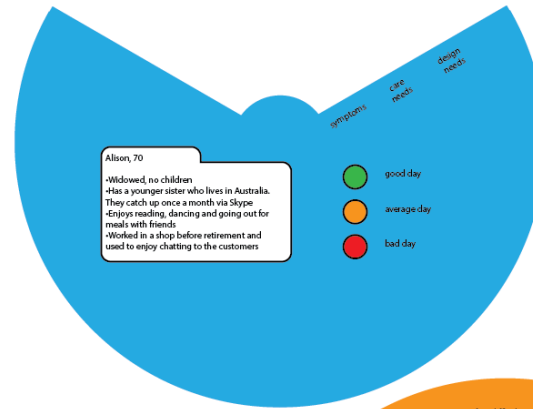 design
needs
care
needs
symptoms
Alison, 70
•Widowed, no children
•Has a younger sister who lives in Australia.
They catch up once a month via Skype
•Enjoys reading, dancing and going out for
meals with friends
•Worked in a shop before retirement and
used to enjoy chatting to the customers
good day
average day
bad day